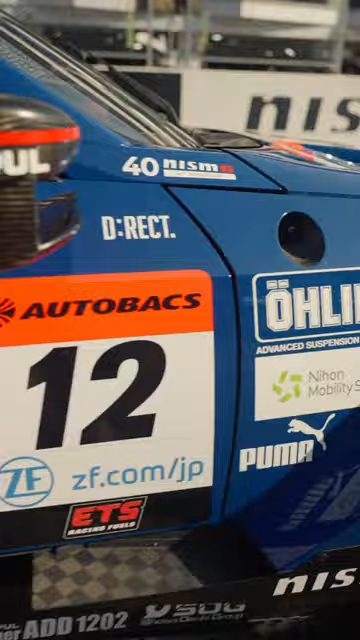 NIS
40 nismo
D:RECT.
AUTOBACS
12
ZF zf.com/jp
ETS
RACING FUELS
ÖHLI
ADVANCED SUSPENSION
Nihon
Mobility
PUMA
NIS
ADD 1202